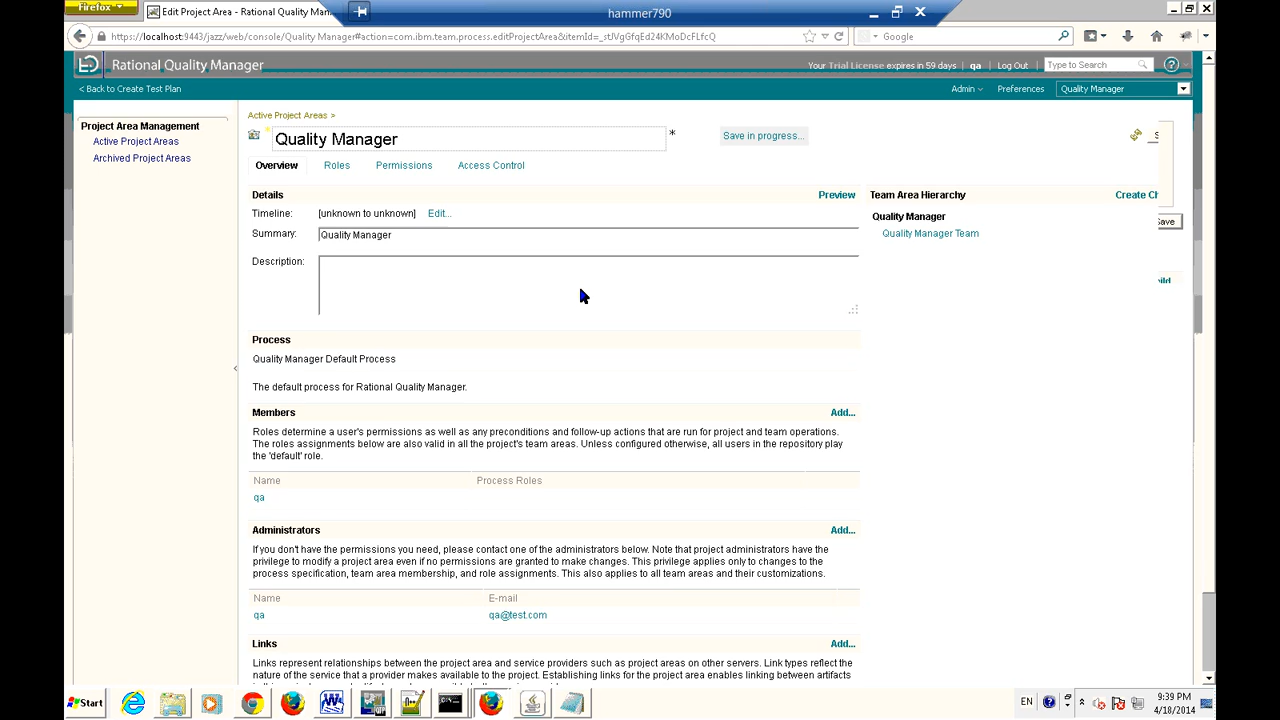 Firefox
Edit Project Area - Rational Quality Man...
hammer790
https://localhost:9443/jazz/web/console/Quality Manager#action=com.ibm.team.process.editProjectArea&itemId=_stJVgGfqEd24KMoDcFLfcQ
Google
Rational Quality Manager
Your Trial License expires in 59 days
qa
Log Out
Type to Search
< Back to Create Test Plan
Admin
Preferences
Quality Manager
Project Area Management
Active Project Areas
Archived Project Areas
Active Project Areas >
Quality Manager
*
Save in progress...
S
ave
Overview
Roles
Permissions
Access Control
Details
Preview
Timeline:
[unknown to unknown]
Edit...
Summary:
Quality Manager
Description:
Team Area Hierarchy
Create Ch
Quality Manager
Quality Manager Team
ild
Process
Quality Manager Default Process
The default process for Rational Quality Manager.
Members
Add...
Roles determine a user's permissions as well as any preconditions and follow-up actions that are run for project and team operations.
The roles assignments below are also valid in all the project's team areas. Unless configured otherwise, all users in the repository play
the 'default' role.
Name
Process Roles
qa
Administrators
Add...
If you don't have the permissions you need, please contact one of the administrators below. Note that project administrators have the
privilege to modify a project area even if no permissions are granted to make changes. This privilege applies only to changes to the
process specification, team area membership, and role assignments. This also applies to all team areas and their customizations.
Name
E-mail
qa
qa@test.com
Links
Add...
Links represent relationships between the project area and service providers such as project areas on other servers. Link types reflect the
nature of the service that a provider makes available to the project. Establishing links for the project area enables linking between artifacts
Start
EN
9:39 PM
4/18/2014